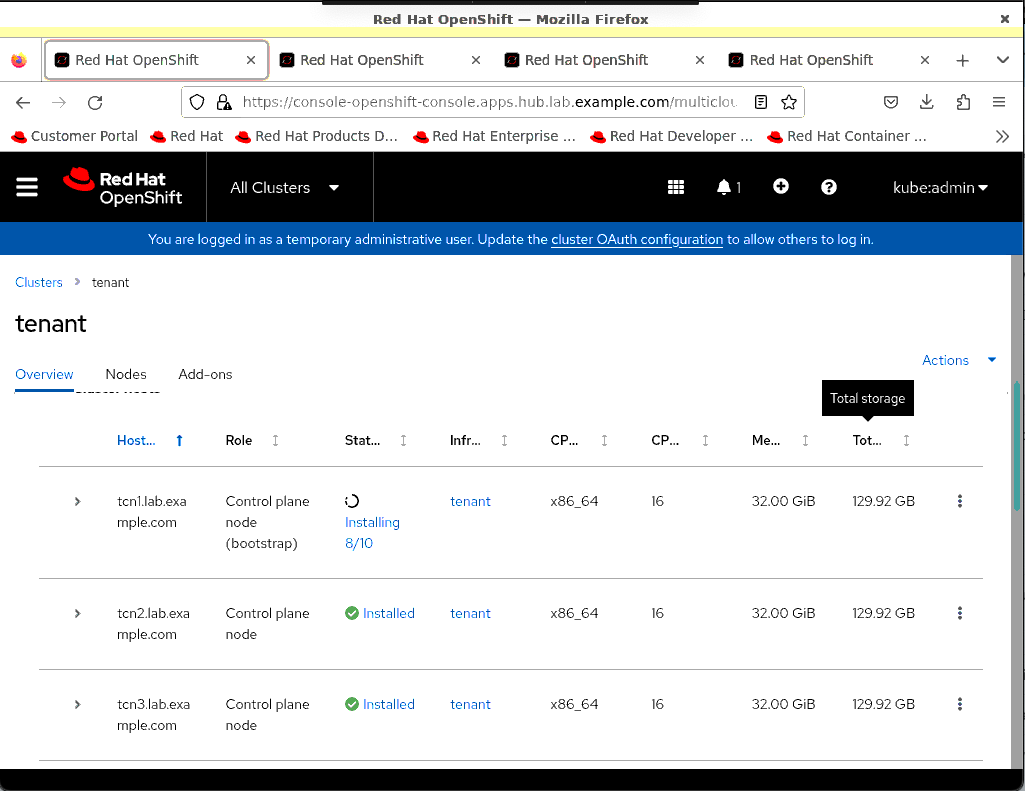 Red Hat OpenShift — Mozilla Firefox
Red Hat OpenShift
Red Hat OpenShift
Red Hat OpenShift
Red Hat OpenShift
https://console-openshift-console.apps.hub.lab.example.com/multiclou
Customer Portal
Red Hat
Red Hat Products D...
Red Hat Enterprise ...
Red Hat Developer ...
Red Hat Container ...
Red Hat
OpenShift
All Clusters
1
kube:admin
You are logged in as a temporary administrative user. Update the cluster OAuth configuration to allow others to log in.
Clusters
tenant
tenant
Actions
Overview
Nodes
Add-ons
Total storage
Host...
Role
Stat...
Infr...
CP...
CP...
Me...
Tot...
tcn1.lab.exa
mple.com
Control plane
node
(bootstrap)
Installing
8/10
tenant
x86_64
16
32.00 GiB
129.92 GB
tcn2.lab.exa
mple.com
Control plane
node
Installed
tenant
x86_64
16
32.00 GiB
129.92 GB
tcn3.lab.exa
mple.com
Control plane
node
Installed
tenant
x86_64
16
32.00 GiB
129.92 GB